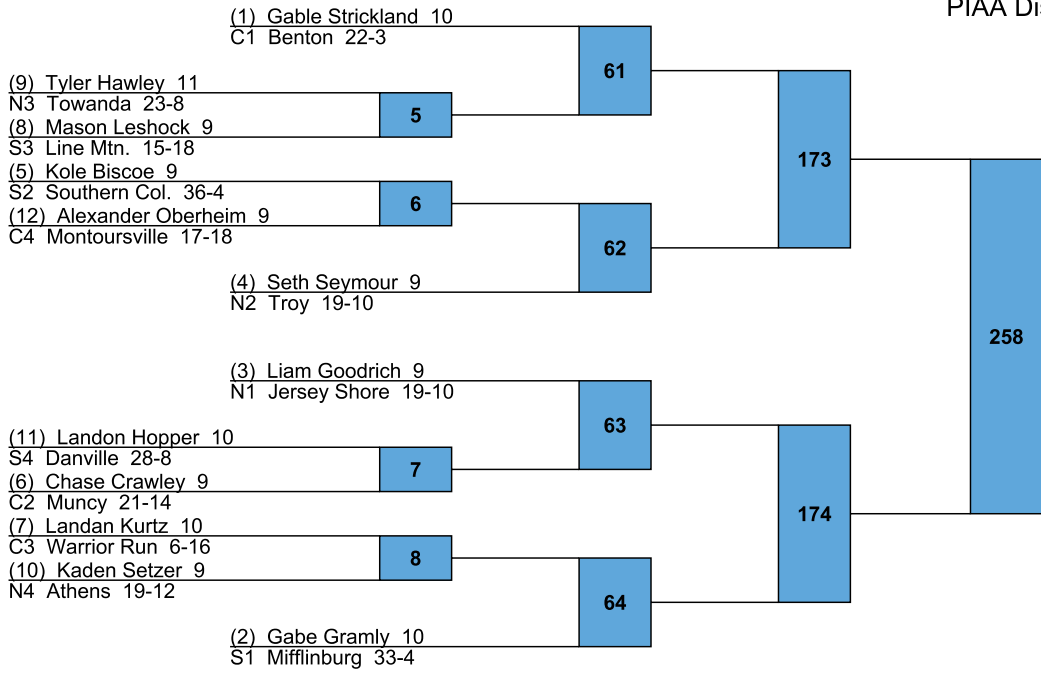 PIAA Dis
(1) Gable Strickland 10
C1 Benton 22-3
61
(9) Tyler Hawley 11
N3 Towanda 23-8
5
(8) Mason Leshock 9
S3 Line Mtn. 15-18
173
(5) Kole Biscoe 9
S2 Southern Col. 36-4
6
(12) Alexander Oberheim 9
C4 Montoursville 17-18
62
(4) Seth Seymour 9
N2 Troy 19-10
258
(3) Liam Goodrich 9
N1 Jersey Shore 19-10
63
(11) Landon Hopper 10
S4 Danville 28-8
7
(6) Chase Crawley 9
C2 Muncy 21-14
174
(7) Landan Kurtz 10
C3 Warrior Run 6-16
8
(10) Kaden Setzer 9
N4 Athens 19-12
64
(2) Gabe Gramly 10
S1 Mifflinburg 33-4